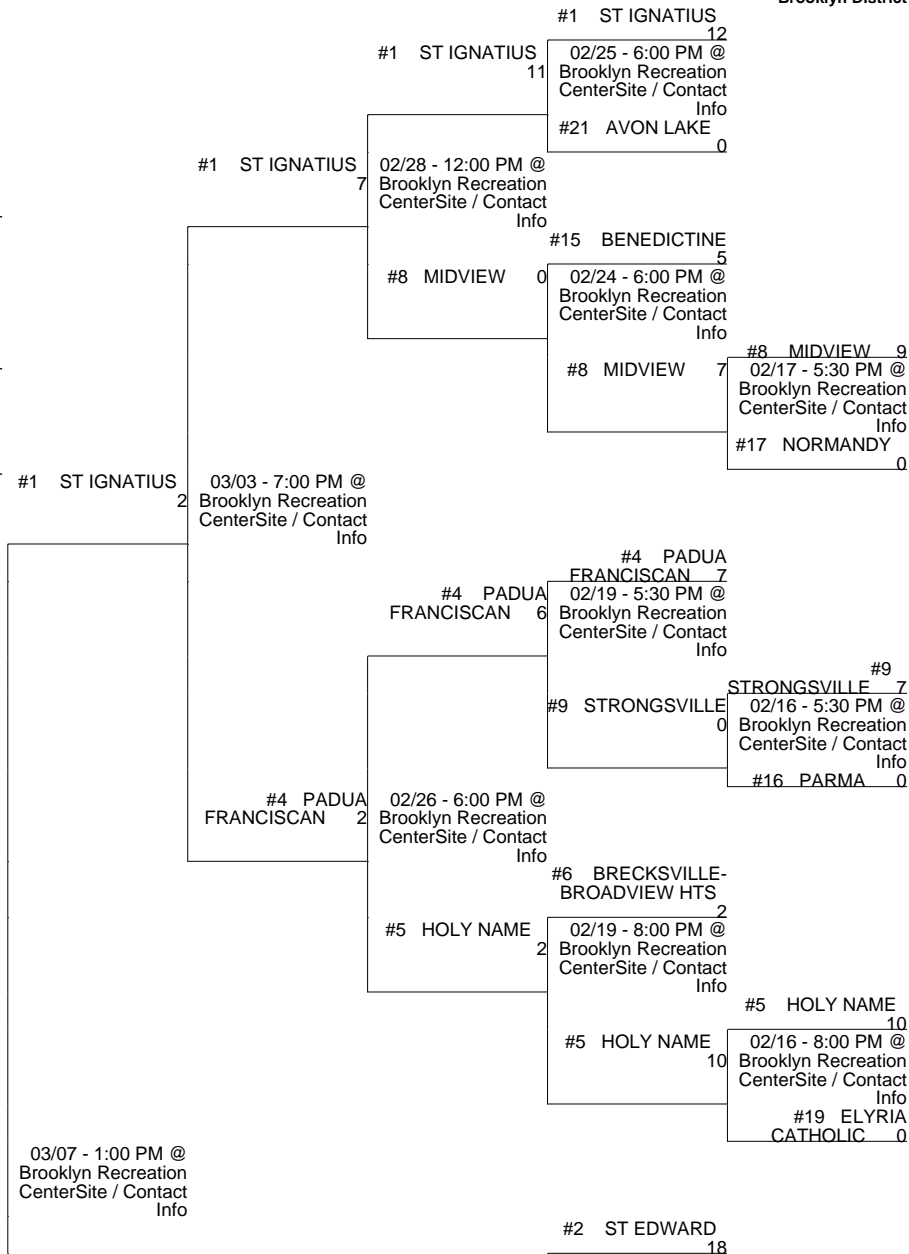 Brooklyn District
#1 ST IGNATIUS
12
#1 ST IGNATIUS
11
02/25 - 6:00 PM @
Brooklyn Recreation
CenterSite / Contact
Info
#21 AVON LAKE
0
#1 ST IGNATIUS
7
02/28 - 12:00 PM @
Brooklyn Recreation
CenterSite / Contact
Info
#15 BENEDICTINE
5
#8 MIDVIEW 0
02/24 - 6:00 PM @
Brooklyn Recreation
CenterSite / Contact
Info
#8 MIDVIEW 7
#8 MIDVIEW 9
02/17 - 5:30 PM @
Brooklyn Recreation
CenterSite / Contact
Info
#17 NORMANDY
0
#1 ST IGNATIUS
2
03/03 - 7:00 PM @
Brooklyn Recreation
CenterSite / Contact
Info
#4 PADUA
FRANCISCAN 7
#4 PADUA
FRANCISCAN 6
02/19 - 5:30 PM @
Brooklyn Recreation
CenterSite / Contact
Info
#9
STRONGSVILLE 7
#9 STRONGSVILLE
0
02/16 - 5:30 PM @
Brooklyn Recreation
CenterSite / Contact
Info
#16 PARMA 0
#4 PADUA
FRANCISCAN 2
02/26 - 6:00 PM @
Brooklyn Recreation
CenterSite / Contact
Info
#6 BRECKSVILLE-
BROADVIEW HTS
2
#5 HOLY NAME
2
02/19 - 8:00 PM @
Brooklyn Recreation
CenterSite / Contact
Info
#5 HOLY NAME
10
#5 HOLY NAME
10
02/16 - 8:00 PM @
Brooklyn Recreation
CenterSite / Contact
Info
#19 ELYRIA
CATHOLIC 0
03/07 - 1:00 PM @
Brooklyn Recreation
CenterSite / Contact
Info
#2 ST EDWARD
18